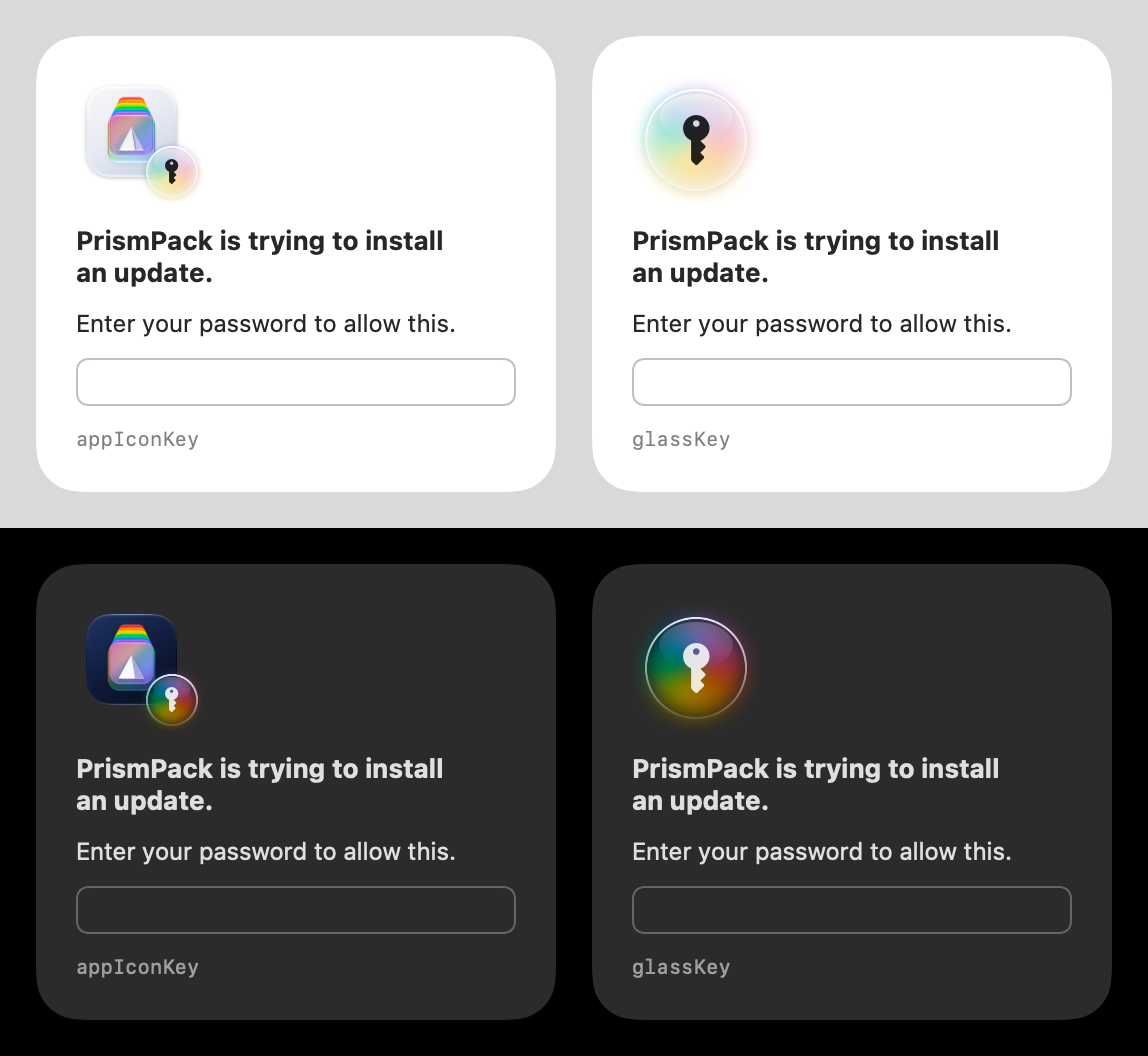 PrismPack is trying to install
an update.
Enter your password to allow this.
appIconKey
PrismPack is trying to install
an update.
Enter your password to allow this.
glassKey
PrismPack is trying to install
an update.
Enter your password to allow this.
appIconKey
PrismPack is trying to install
an update.
Enter your password to allow this.
glassKey